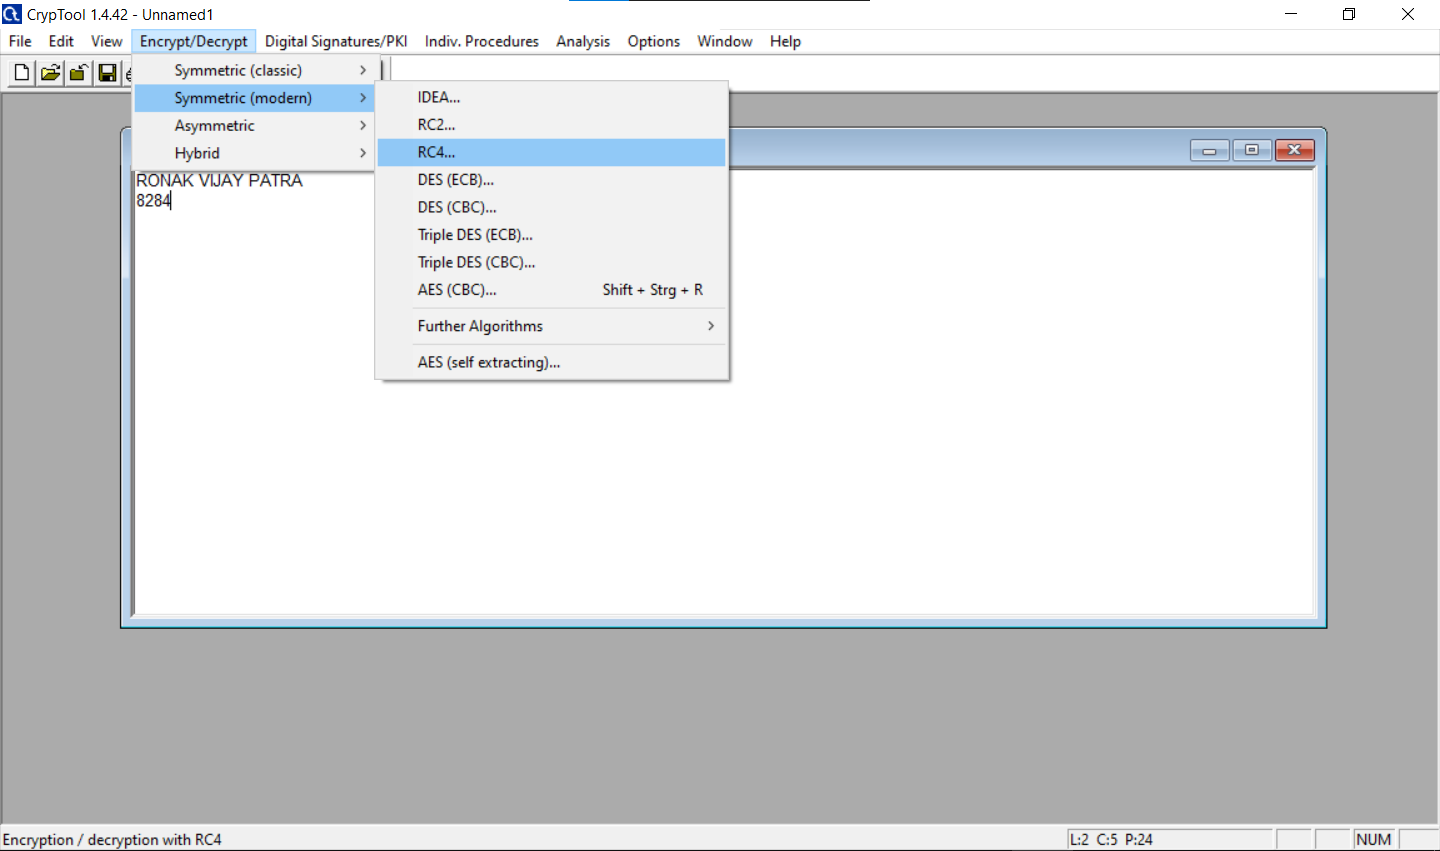 CrypTool 1.4.42 - Unnamed1
File Edit View Encrypt/Decrypt Digital Signatures/PKI Indiv. Procedures Analysis Options Window Help
Symmetric (classic)
Symmetric (modern)
Asymmetric
Hybrid
IDEA...
RC2...
RC4...
DES (ECB)...
DES (CBC)...
Triple DES (ECB)...
Triple DES (CBC)...
AES (CBC)... Shift + Strg + R
Further Algorithms
AES (self extracting)...
RONAK VIJAY PATRA
8284
Encryption / decryption with RC4
L:2 C:5 P:24
NUM